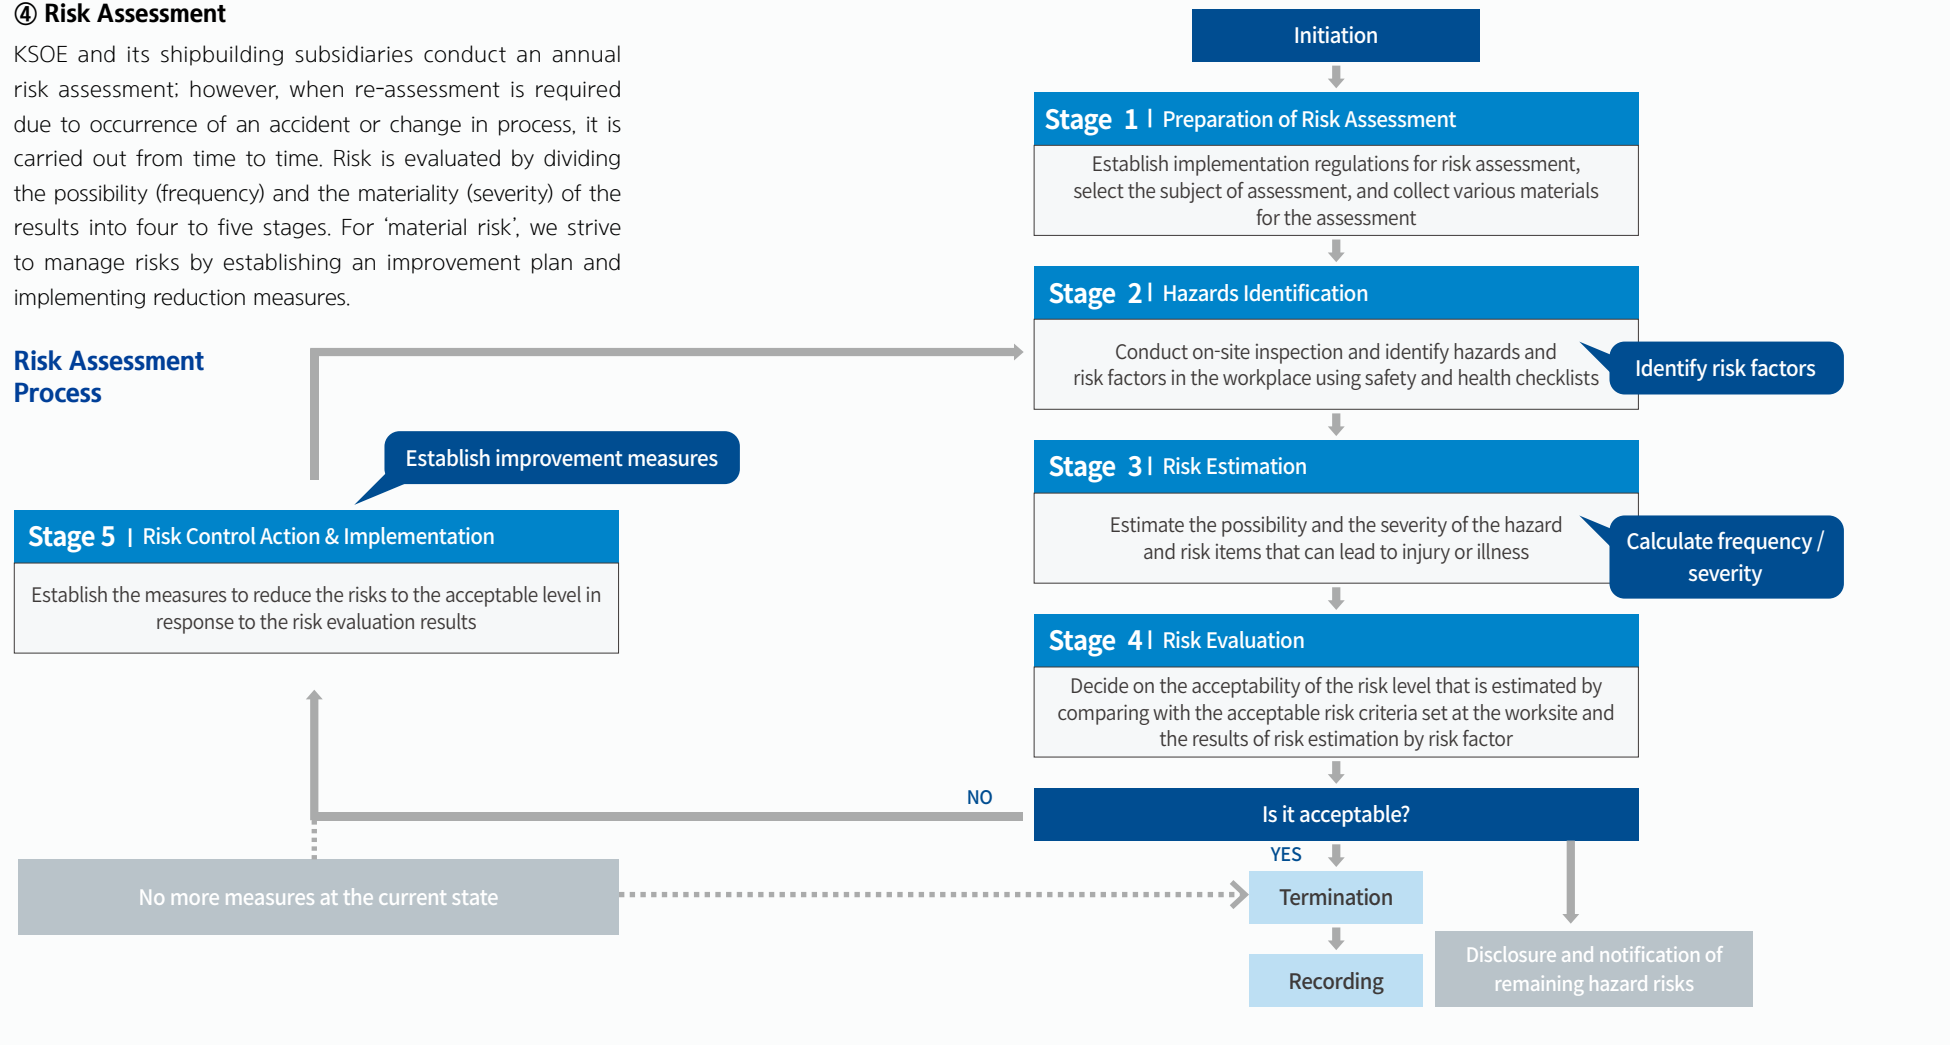 ④ Risk Assessment
KSOE and its shipbuilding subsidiaries conduct an annual
risk assessment; however, when re-assessment is required
due to occurrence of an accident or change in process, it is
carried out from time to time. Risk is evaluated by dividing
the possibility (frequency) and the materiality (severity) of the
results into four to five stages. For ‘material risk’, we strive
to manage risks by establishing an improvement plan and
implementing reduction measures.
Risk Assessment
Process
Initiation
Stage 1 | Preparation of Risk Assessment
Establish implementation regulations for risk assessment,
select the subject of assessment, and collect various materials
for the assessment
Stage 2 | Hazards Identification
Conduct on-site inspection and identify hazards and
risk factors in the workplace using safety and health checklists
Identify risk factors
Stage 3 | Risk Estimation
Estimate the possibility and the severity of the hazard
and risk items that can lead to injury or illness
Calculate frequency /
severity
Stage 4 | Risk Evaluation
Decide on the acceptability of the risk level that is estimated by
comparing with the acceptable risk criteria set at the worksite and
the results of risk estimation by risk factor
Is it acceptable?
NO
YES
Establish improvement measures
Stage 5 | Risk Control Action & Implementation
Establish the measures to reduce the risks to the acceptable level in
response to the risk evaluation results
No more measures at the current state
Termination
Recording
Disclosure and notification of
remaining hazard risks